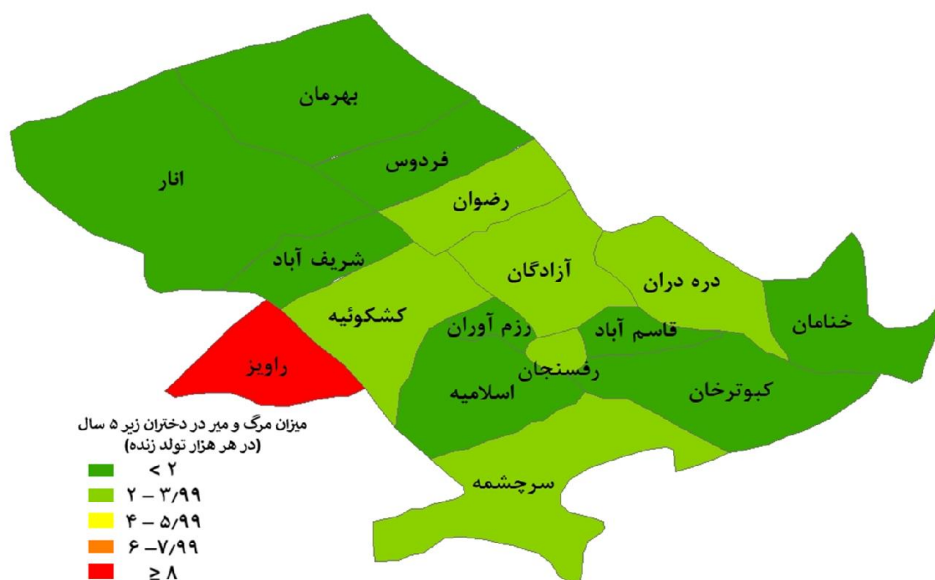 بهرمان
فردوس
انار
رضوان
شریف آباد
آزادگان
دره دران
خنامان
کشکوئیه
رزم آوران
قاسم آباد
راویز
رفسنجان
اسلامیه
کبوترخان
سرچشمه
میزان مرگ و میر در دختران زیر ۵ سال
(در هر هزار تولد زنده)
< ۲
۲ – ۳/۹۹
۴ – ۵/۹۹
۶ –۷/۹۹
≥ ۸